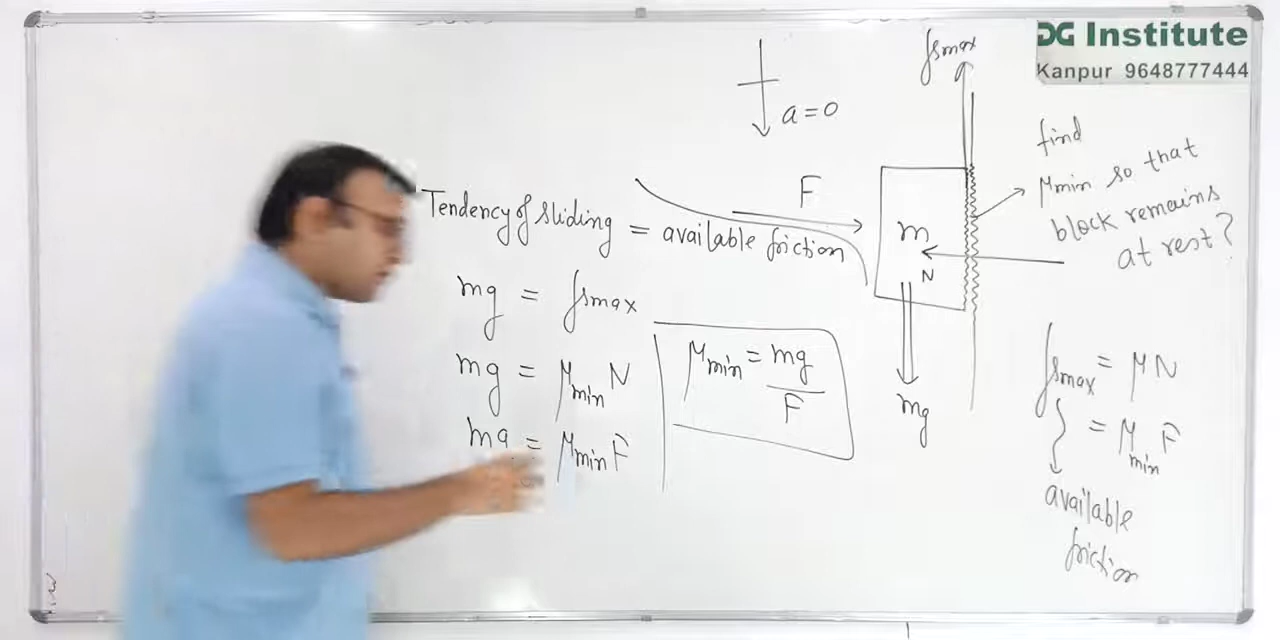 DG Institute
Kanpur 9648777444
fsmax
a = 0
find
μmin so that
block remains
at rest?
F
m
N
mg
Tendency of sliding = available friction
mg = fsmax
mg = μmin N
mg = μmin F
μmin = mg
F
fsmax = μN
= μmin F
available
friction